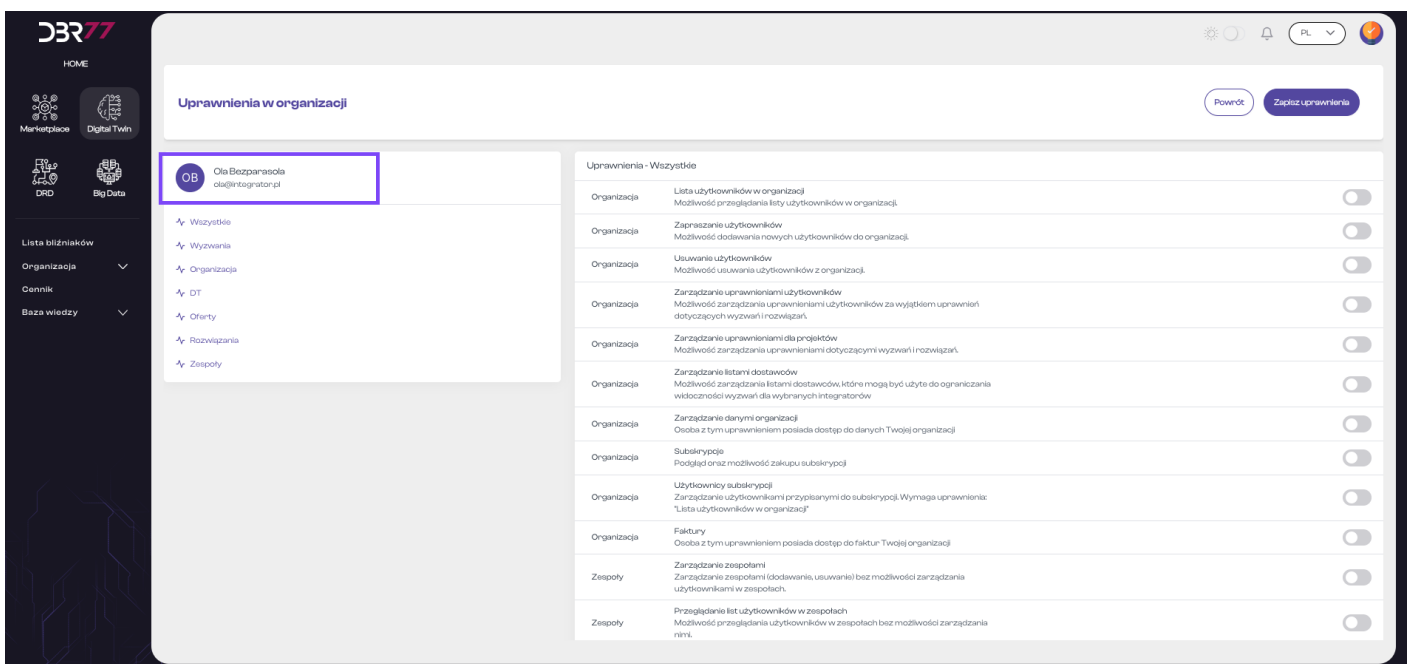 DBR77
HOME
Marketplace
Digital Twin
DRD
Big Data
Lista bliźniaków
Organizacja
Cennik
Baza wiedzy
PL
Uprawnienia w organizacji
Powrót
Zapisz uprawnienia
OB
Ola Bezparasola
ola@integrator.pl
Wszystkie
Wyzwania
Organizacja
DT
Oferty
Rozwiązania
Zespoły
Uprawnienia - Wszystkie
Organizacja
Lista użytkowników w organizacji
Możliwość przeglądania listy użytkowników w organizacji.
Organizacja
Zapraszanie użytkowników
Możliwość dodawania nowych użytkowników do organizacji.
Organizacja
Usuwanie użytkowników
Możliwość usuwania użytkowników z organizacji.
Organizacja
Zarządzanie uprawnieniami użytkowników
Możliwość zarządzania uprawnieniami użytkowników za wyjątkiem uprawnień
dotyczących wyzwań i rozwiązań.
Organizacja
Zarządzanie uprawnieniami dla projektów
Możliwość zarządzania uprawnieniami dotyczącymi wyzwań i rozwiązań.
Organizacja
Zarządzanie listami dostawców
Możliwość zarządzania listami dostawców, które mogą być użyte do ograniczania
widoczności wyzwań dla wybranych integratorów
Organizacja
Zarządzanie danymi organizacji
Osoba z tym uprawnieniem posiada dostęp do danych Twojej organizacji
Organizacja
Subskrypcje
Podgląd oraz możliwość zakupu subskrypcji
Organizacja
Użytkownicy subskrypcji
Zarządzanie użytkownikami przypisanymi do subskrypcji. Wymaga uprawnienia:
"Lista użytkowników w organizacji"
Organizacja
Faktury
Osoba z tym uprawnieniem posiada dostęp do faktur Twojej organizacji
Zespoły
Zarządzanie zespołami
Zarządzanie zespołami (dodawanie, usuwanie) bez możliwości zarządzania
użytkownikami w zespołach.
Zespoły
Przeglądanie list użytkowników w zespołach
Możliwość przeglądania użytkowników w zespołach bez możliwości zarządzania
nimi.